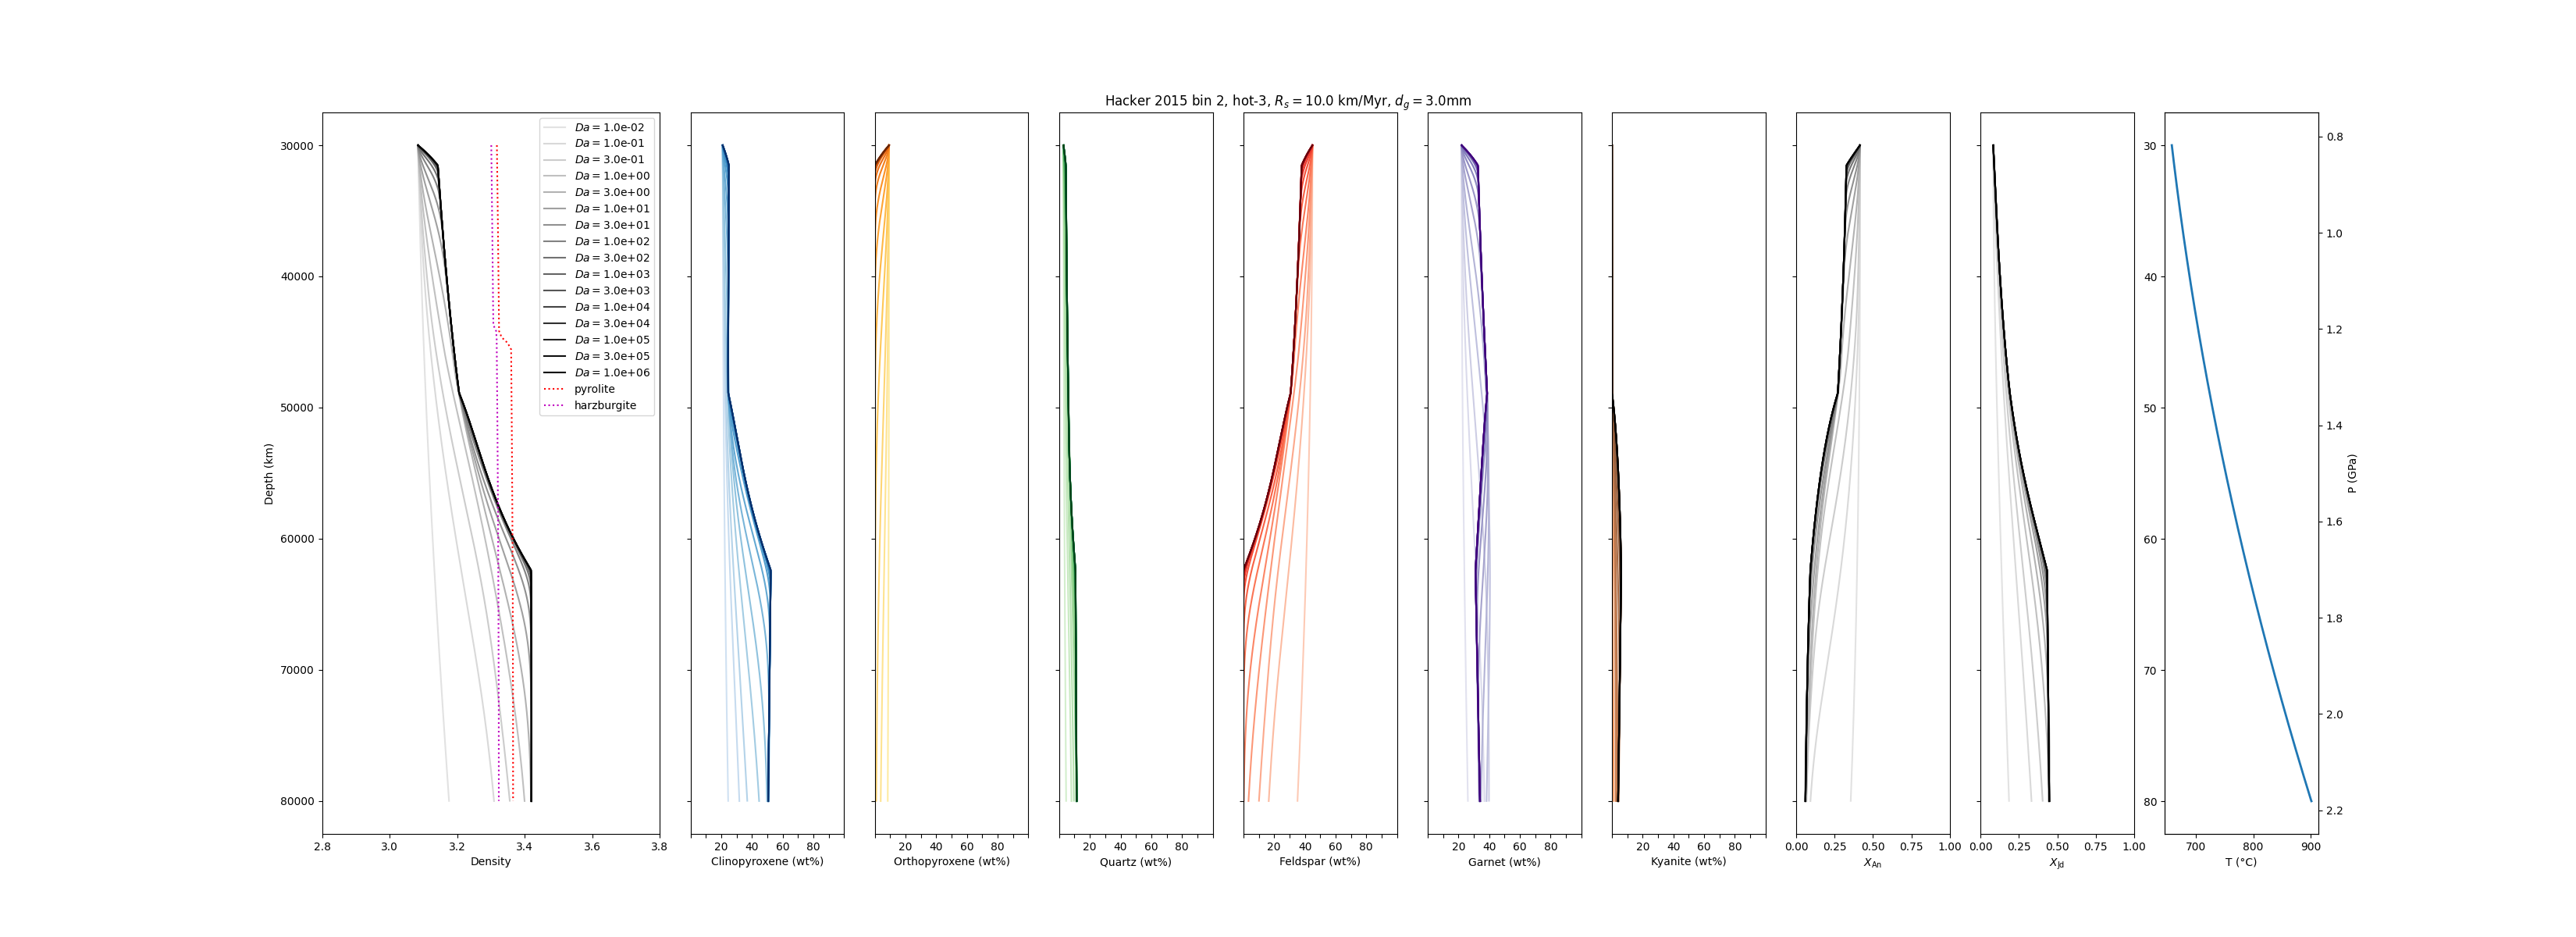 Hacker 2015 bin 2, hot-3, R_s = 10.0 km/Myr, d_g = 3.0mm
Da = 1.0e-02
Da = 1.0e-01
Da = 3.0e-01
Da = 1.0e+00
Da = 3.0e+00
Da = 1.0e+01
Da = 3.0e+01
Da = 1.0e+02
Da = 3.0e+02
Da = 1.0e+03
Da = 3.0e+03
Da = 1.0e+04
Da = 3.0e+04
Da = 1.0e+05
Da = 3.0e+05
Da = 1.0e+06
pyrolite
harzburgite
Depth (km)
30000
40000
50000
60000
70000
80000
2.8 3.0 3.2 3.4 3.6 3.8
Density
20 40 60 80
Clinopyroxene (wt%)
20 40 60 80
Orthopyroxene (wt%)
20 40 60 80
Quartz (wt%)
20 40 60 80
Feldspar (wt%)
20 40 60 80
Garnet (wt%)
20 40 60 80
Kyanite (wt%)
0.00 0.25 0.50 0.75 1.00
X_An
0.00 0.25 0.50 0.75 1.00
X_Jd
30
40
50
60
70
80
700 800 900
T (°C)
0.8
1.0
1.2
1.4
1.6
1.8
2.0
2.2
P (GPa)